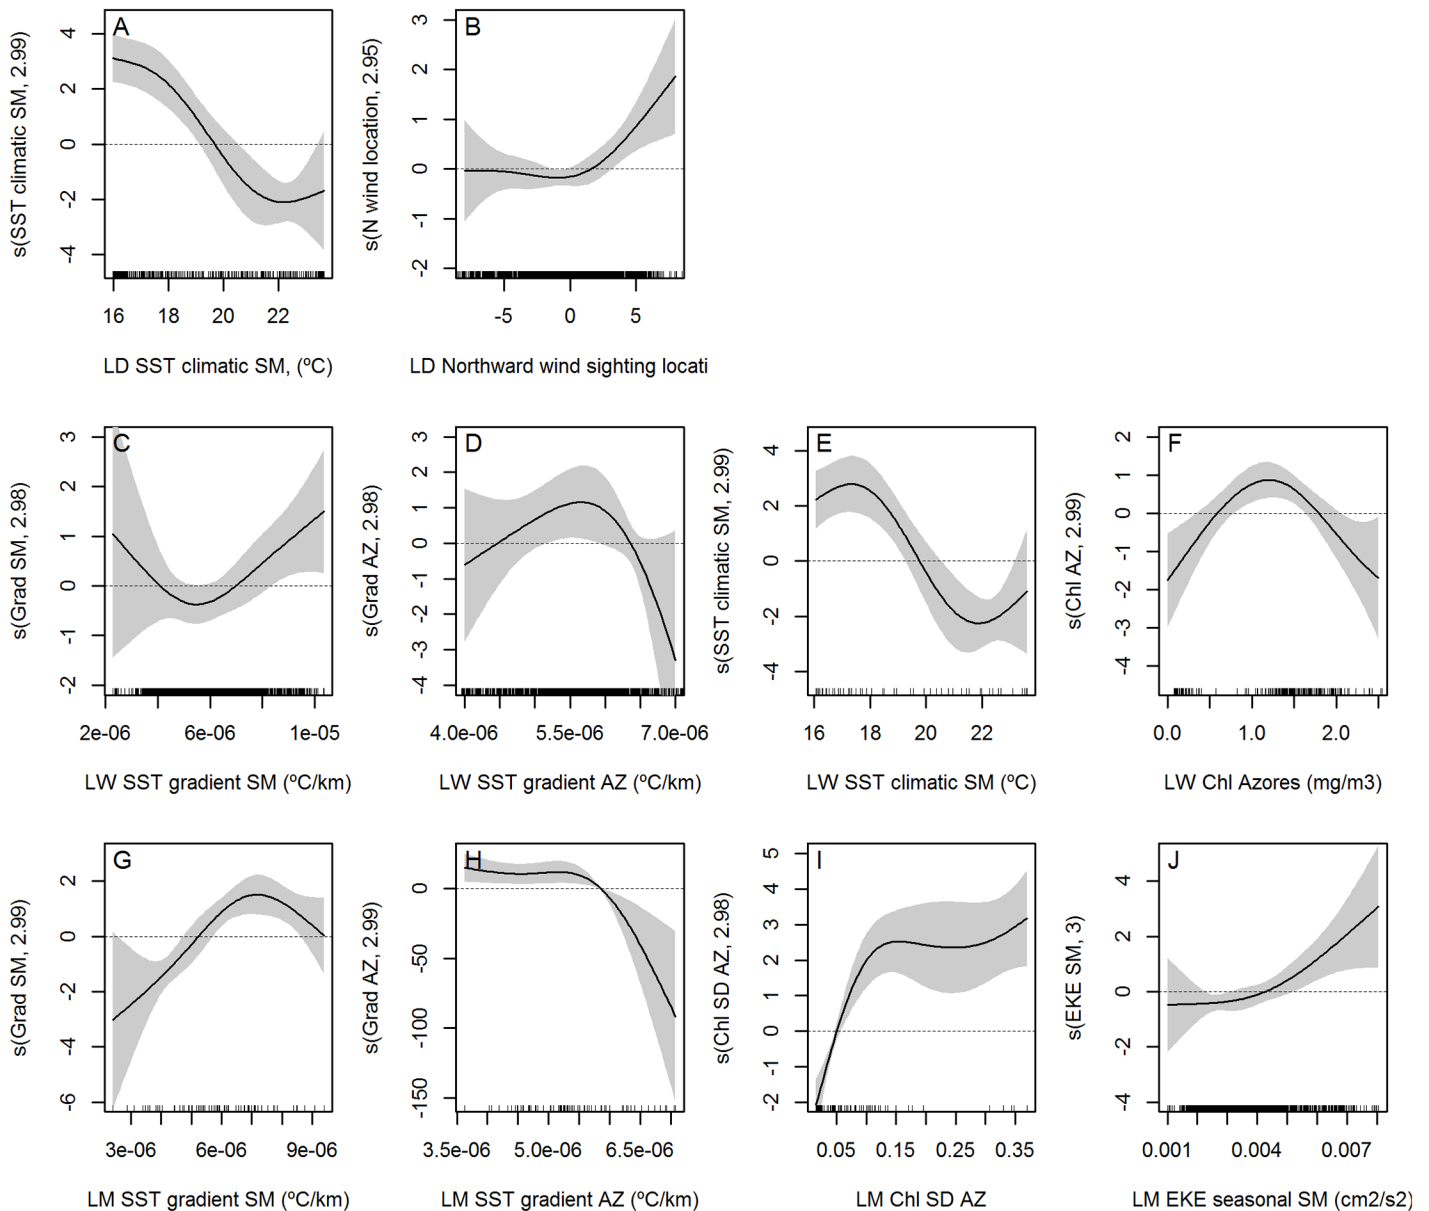 A
s(SST climatic SM, 2.99)
4
2
0
-2
-4
16 18 20 22
LD SST climatic SM, (ºC)
B
s(N wind location, 2.95)
3
2
1
0
-1
-2
-5 0 5
LD Northward wind sighting locati
C
s(Grad SM, 2.98)
3
2
1
0
-1
-2
2e-06 6e-06 1e-05
LW SST gradient SM (ºC/km)
D
s(Grad AZ, 2.98)
3
2
1
0
-1
-2
-3
-4
4.0e-06 5.5e-06 7.0e-06
LW SST gradient AZ (ºC/km)
E
s(SST climatic SM, 2.99)
4
2
0
-2
-4
16 18 20 22
LW SST climatic SM (ºC)
F
s(Chl AZ, 2.99)
2
1
0
-1
-2
-3
-4
0.0 1.0 2.0
LW Chl Azores (mg/m3)
G
s(Grad SM, 2.99)
2
0
-2
-4
-6
3e-06 6e-06 9e-06
LM SST gradient SM (ºC/km)
H
s(Grad AZ, 2.99)
0
-50
-100
-150
3.5e-06 5.0e-06 6.5e-06
LM SST gradient AZ (ºC/km)
I
s(Chl SD AZ, 2.98)
5
4
3
2
1
0
-1
-2
0.05 0.15 0.25 0.35
LM Chl SD AZ
J
s(EKE SM, 3)
4
2
0
-2
-4
0.001 0.004 0.007
LM EKE seasonal SM (cm2/s2)